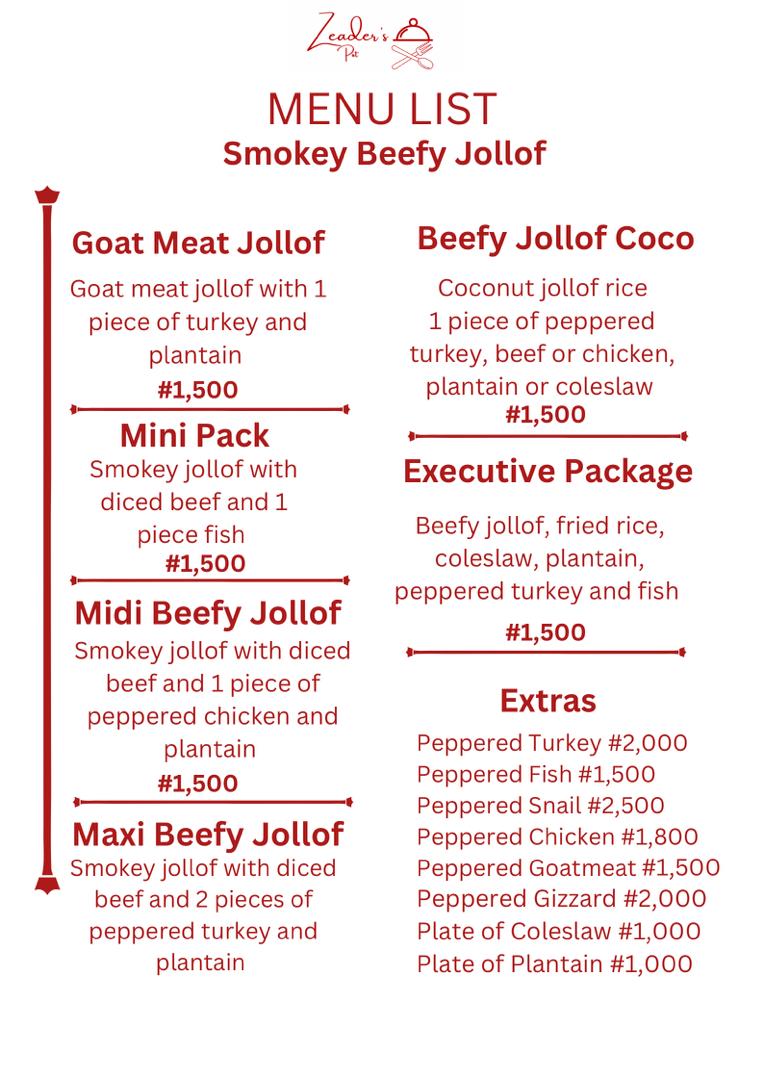 Zeader's
Pot
MENU LIST
Smokey Beefy Jollof
Goat Meat Jollof
Goat meat jollof with 1
piece of turkey and
plantain
#1,500
Mini Pack
Smokey jollof with
diced beef and 1
piece fish
#1,500
Midi Beefy Jollof
Smokey jollof with diced
beef and 1 piece of
peppered chicken and
plantain
#1,500
Maxi Beefy Jollof
Smokey jollof with diced
beef and 2 pieces of
peppered turkey and
plantain
Beefy Jollof Coco
Coconut jollof rice
1 piece of peppered
turkey, beef or chicken,
plantain or coleslaw
#1,500
Executive Package
Beefy jollof, fried rice,
coleslaw, plantain,
peppered turkey and fish
#1,500
Extras
Peppered Turkey #2,000
Peppered Fish #1,500
Peppered Snail #2,500
Peppered Chicken #1,800
Peppered Goatmeat #1,500
Peppered Gizzard #2,000
Plate of Coleslaw #1,000
Plate of Plantain #1,000